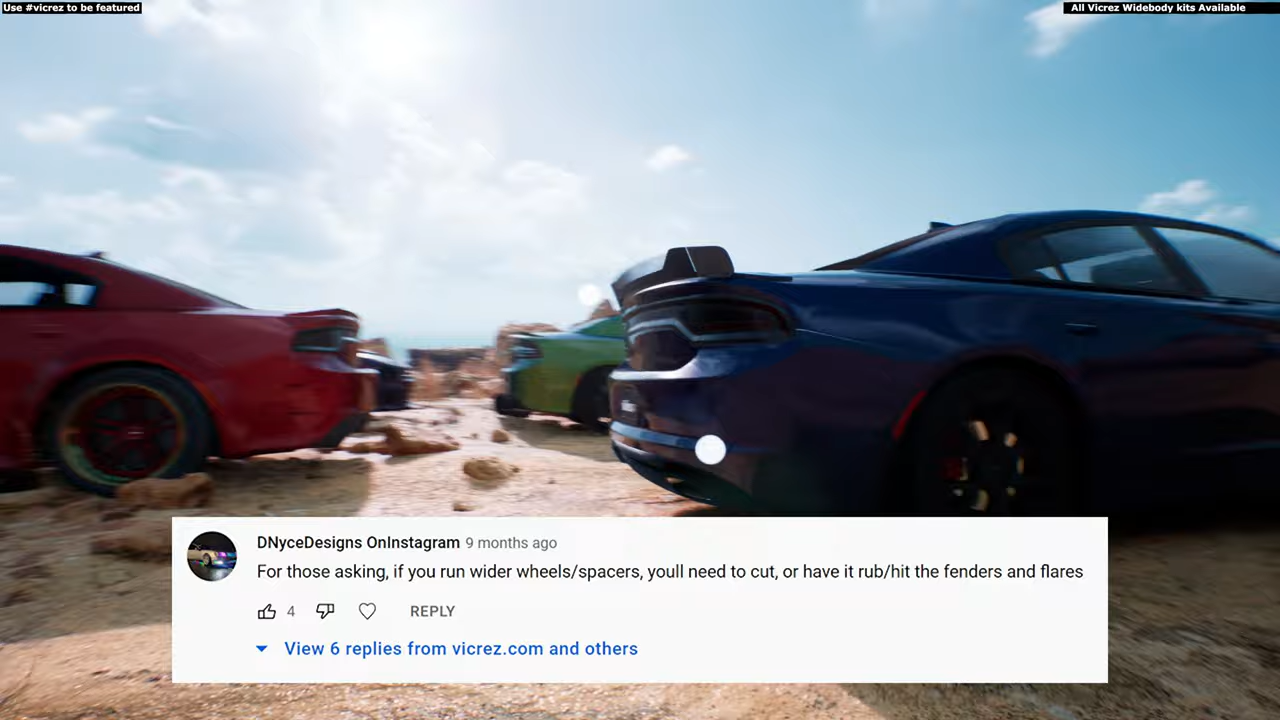 Use #vicrez to be featured
All Vicrez Widebody kits Available
DNyceDesigns OnInstagram 9 months ago
For those asking, if you run wider wheels/spacers, youll need to cut, or have it rub/hit the fenders and flares
4
REPLY
View 6 replies from vicrez.com and others